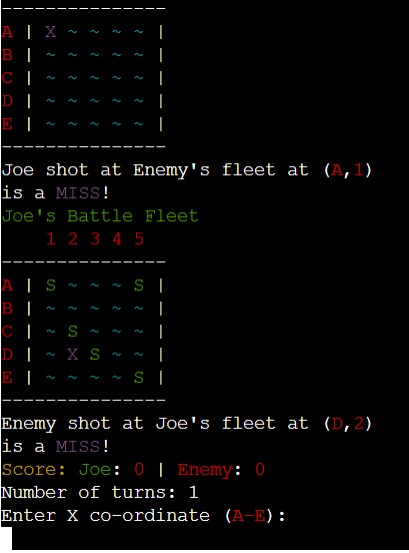 ---------------
A | X ~ ~ ~ ~ |
B | ~ ~ ~ ~ ~ |
C | ~ ~ ~ ~ ~ |
D | ~ ~ ~ ~ ~ |
E | ~ ~ ~ ~ ~ |
---------------
Joe shot at Enemy's fleet at (A,1)
is a MISS!
Joe's Battle Fleet
    1 2 3 4 5
---------------
A | S ~ ~ ~ S |
B | ~ ~ ~ ~ ~ |
C | ~ S ~ ~ ~ |
D | ~ X S ~ ~ |
E | ~ ~ ~ ~ S |
---------------
Enemy shot at Joe's fleet at (D,2)
is a MISS!
Score: Joe: 0 | Enemy: 0
Number of turns: 1
Enter X co-ordinate (A-E):